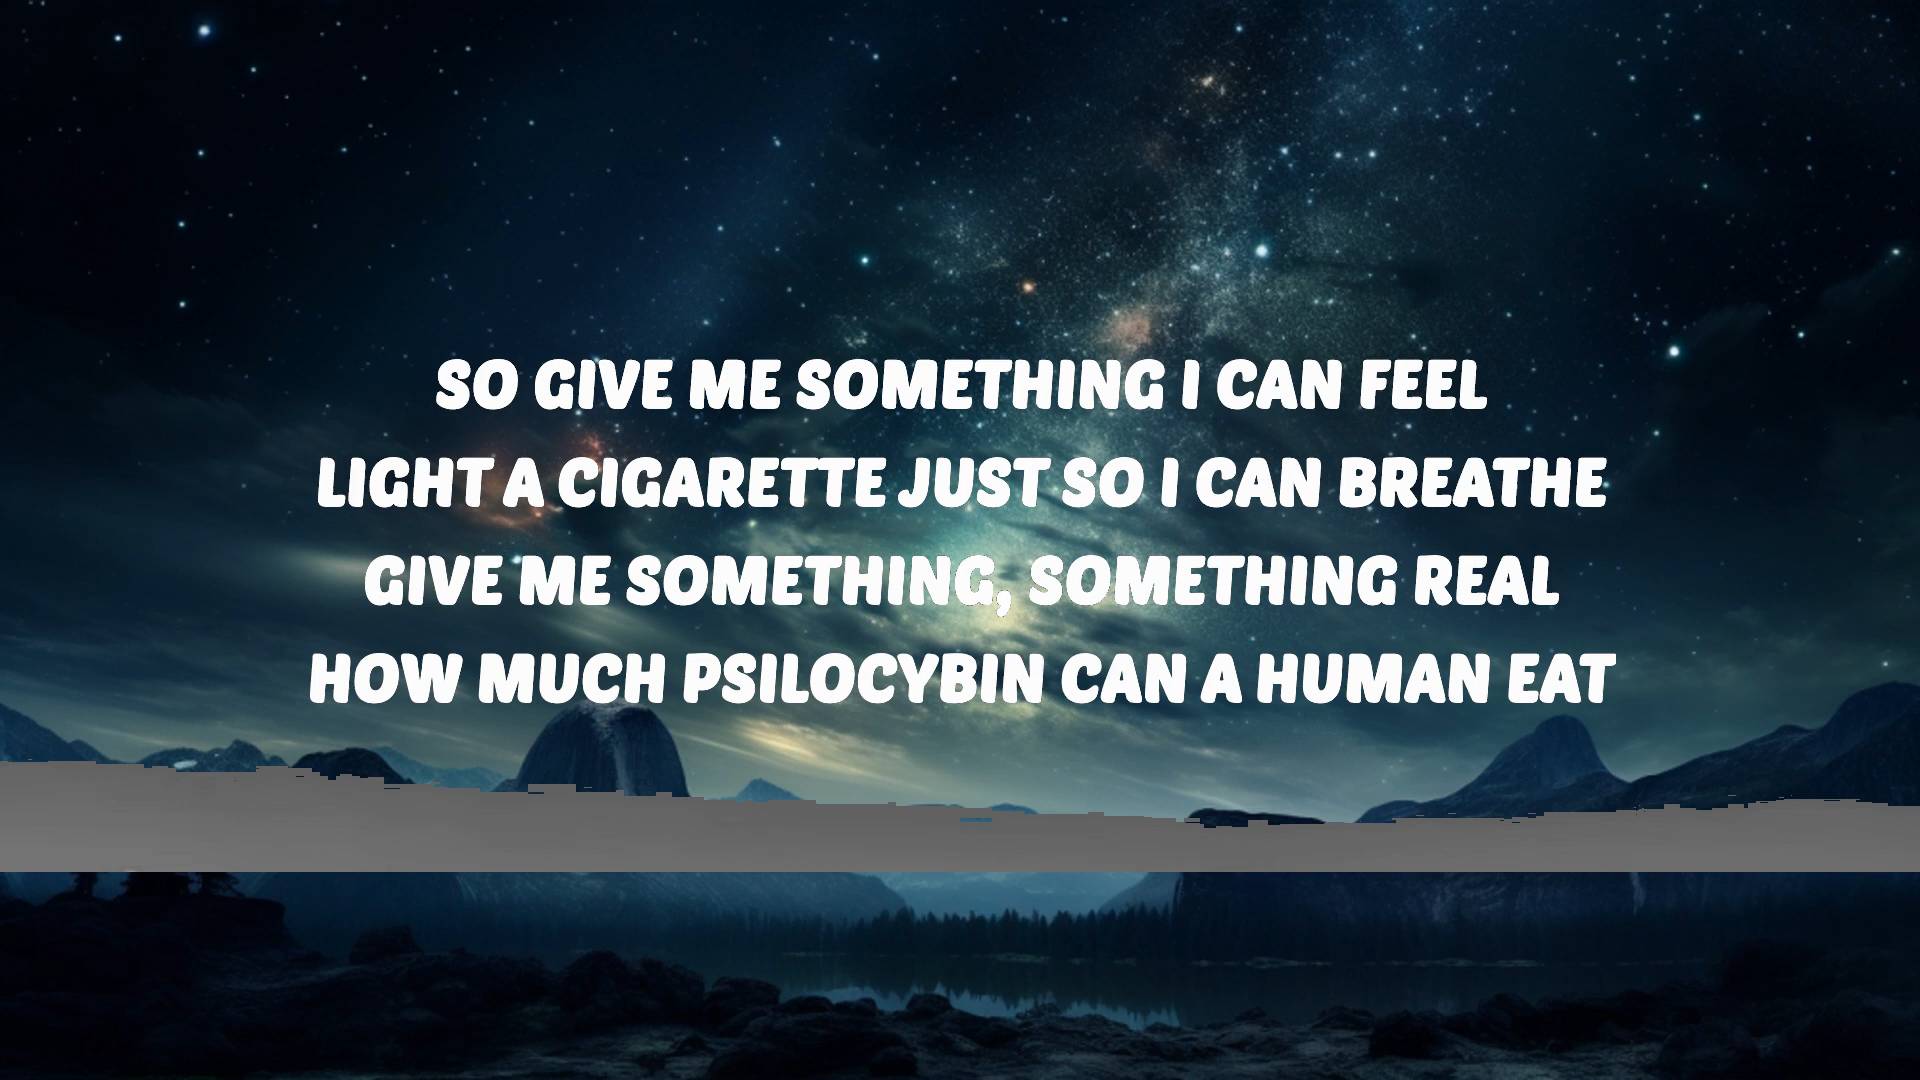 SO GIVE ME SOMETHING I CAN FEEL
LIGHT A CIGARETTE JUST SO I CAN BREATHE
GIVE ME SOMETHING, SOMETHING REAL
HOW MUCH PSILOCYBIN CAN A HUMAN EAT